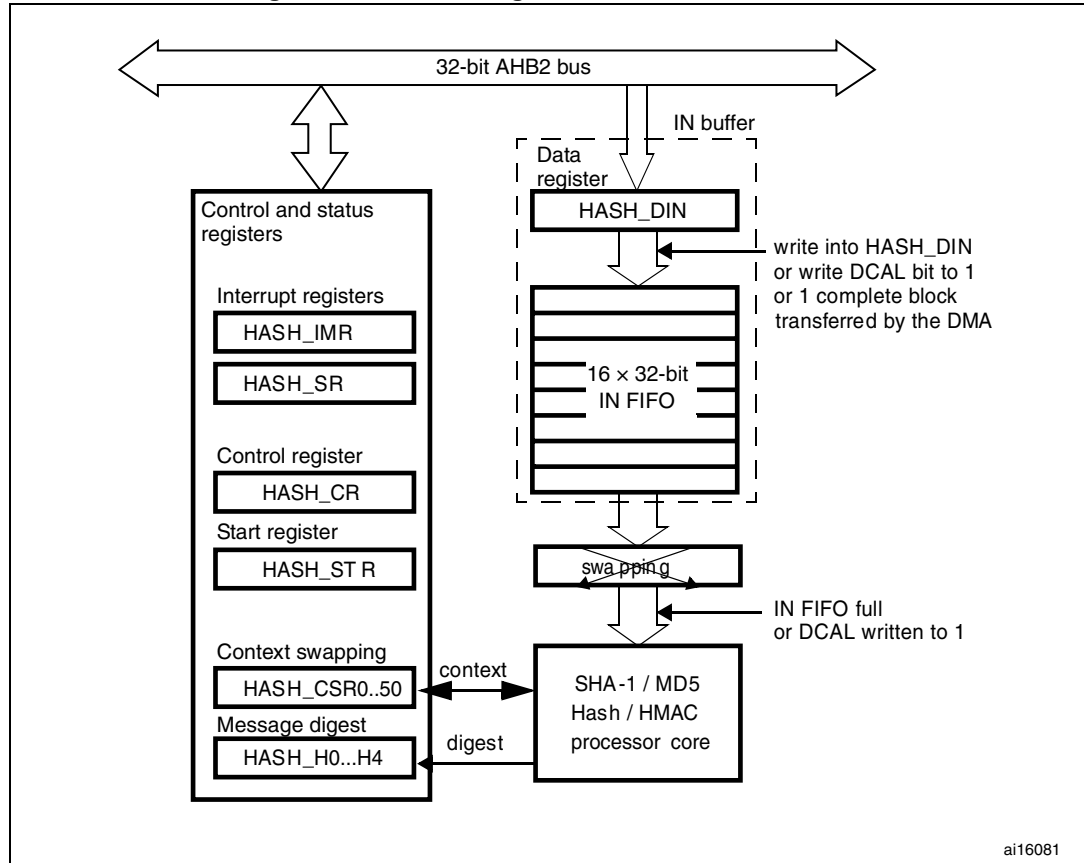 32-bit AHB2 bus
IN buffer
Data
register
HASH_DIN
write into HASH_DIN
or write DCAL bit to 1
or 1 complete block
transferred by the DMA
16 × 32-bit
IN FIFO
swapping
IN FIFO full
or DCAL written to 1
SHA-1 / MD5
Hash / HMAC
processor core
Control and status
registers
Interrupt registers
HASH_IMR
HASH_SR
Control register
HASH_CR
Start register
HASH_ST R
Context swapping
HASH_CSR0..50
context
Message digest
HASH_H0...H4
digest
ai16081